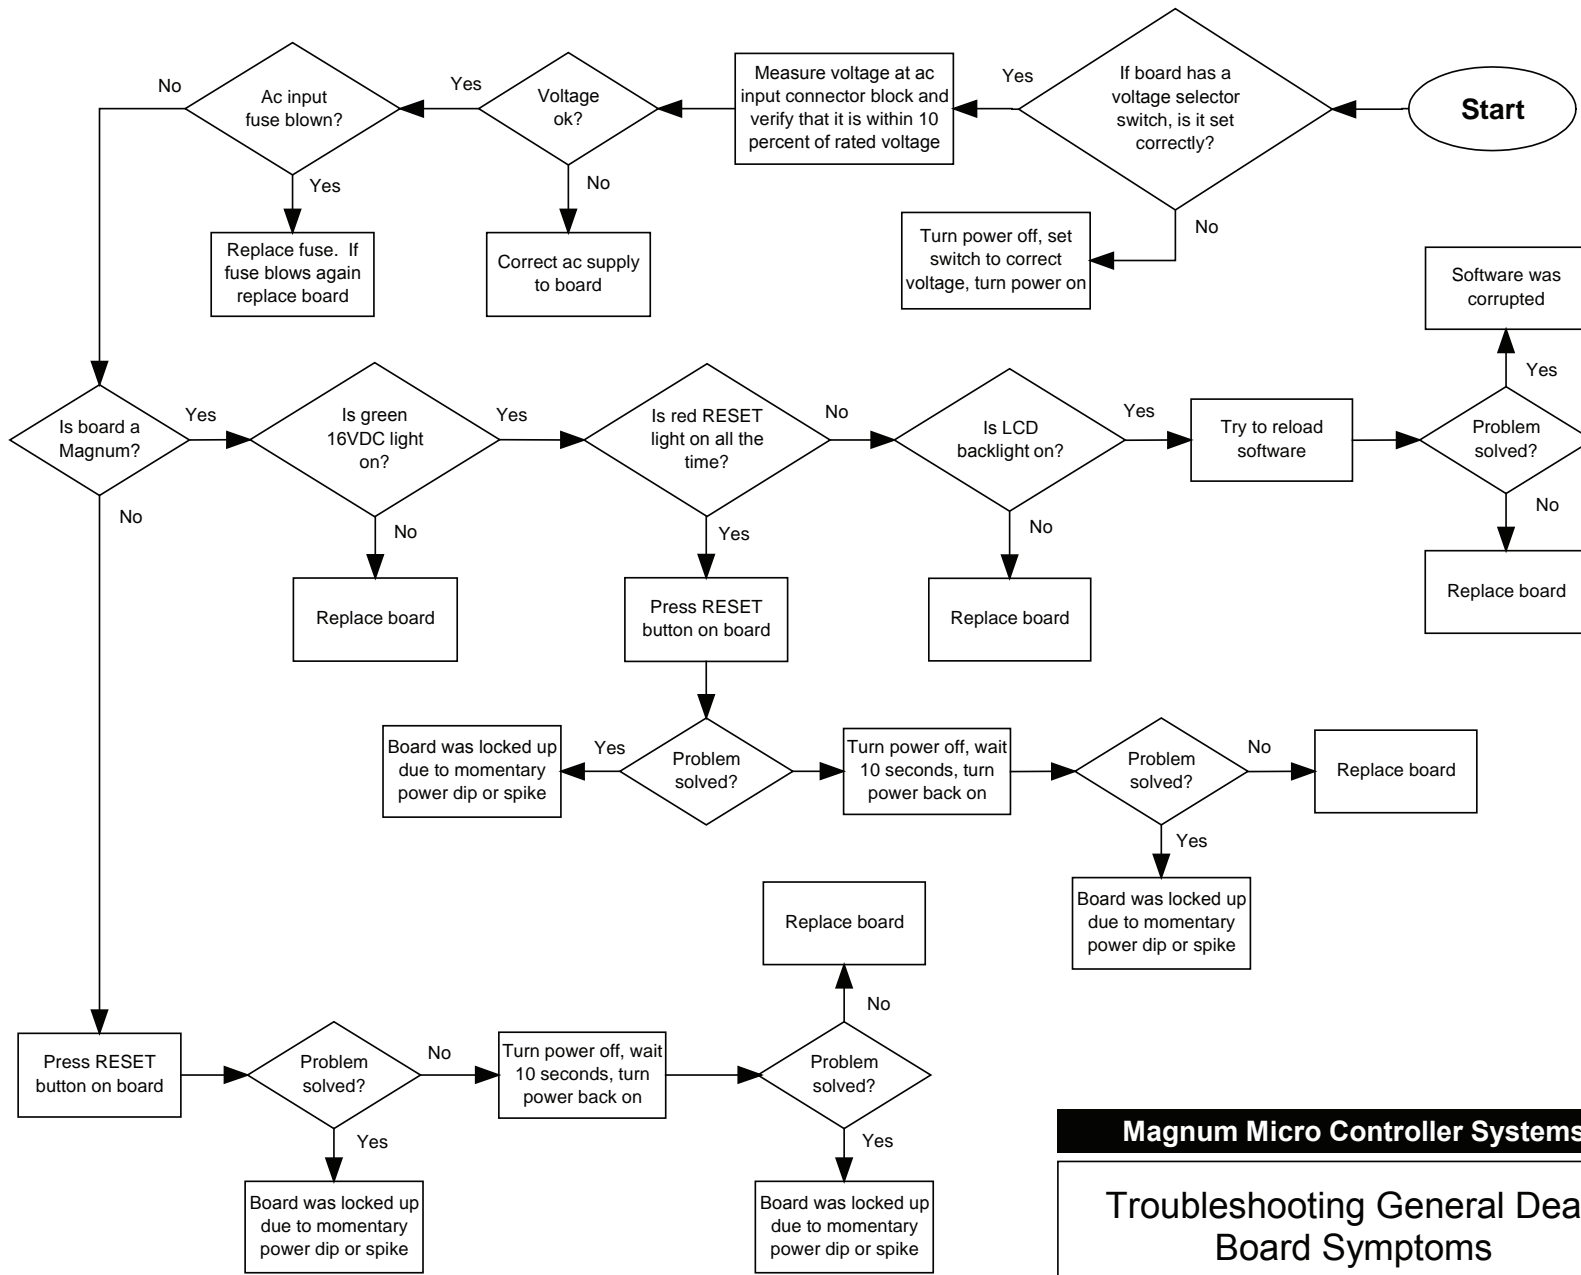 Start
If board has a
voltage selector
switch, is it set
correctly?
Yes
No
Turn power off, set
switch to correct
voltage, turn power on
Measure voltage at ac
input connector block and
verify that it is within 10
percent of rated voltage
Voltage
ok?
Yes
No
Correct ac supply
to board
Ac input
fuse blown?
No
Yes
Replace fuse.  If
fuse blows again
replace board
Is board a
Magnum?
Yes
No
Is green
16VDC light
on?
Yes
No
Replace board
Is red RESET
light on all the
time?
No
Yes
Press RESET
button on board
Is LCD
backlight on?
Yes
No
Replace board
Try to reload
software
Problem
solved?
Yes
Software was
corrupted
No
Replace board
Problem
solved?
Yes
Board was locked up
due to momentary
power dip or spike
Turn power off, wait
10 seconds, turn
power back on
Problem
solved?
No
Replace board
Yes
Board was locked up
due to momentary
power dip or spike
Press RESET
button on board
Problem
solved?
No
Yes
Board was locked up
due to momentary
power dip or spike
Turn power off, wait
10 seconds, turn
power back on
Problem
solved?
No
Replace board
Yes
Board was locked up
due to momentary
power dip or spike
Magnum Micro Controller Systems
Troubleshooting General Dea
Board Symptoms